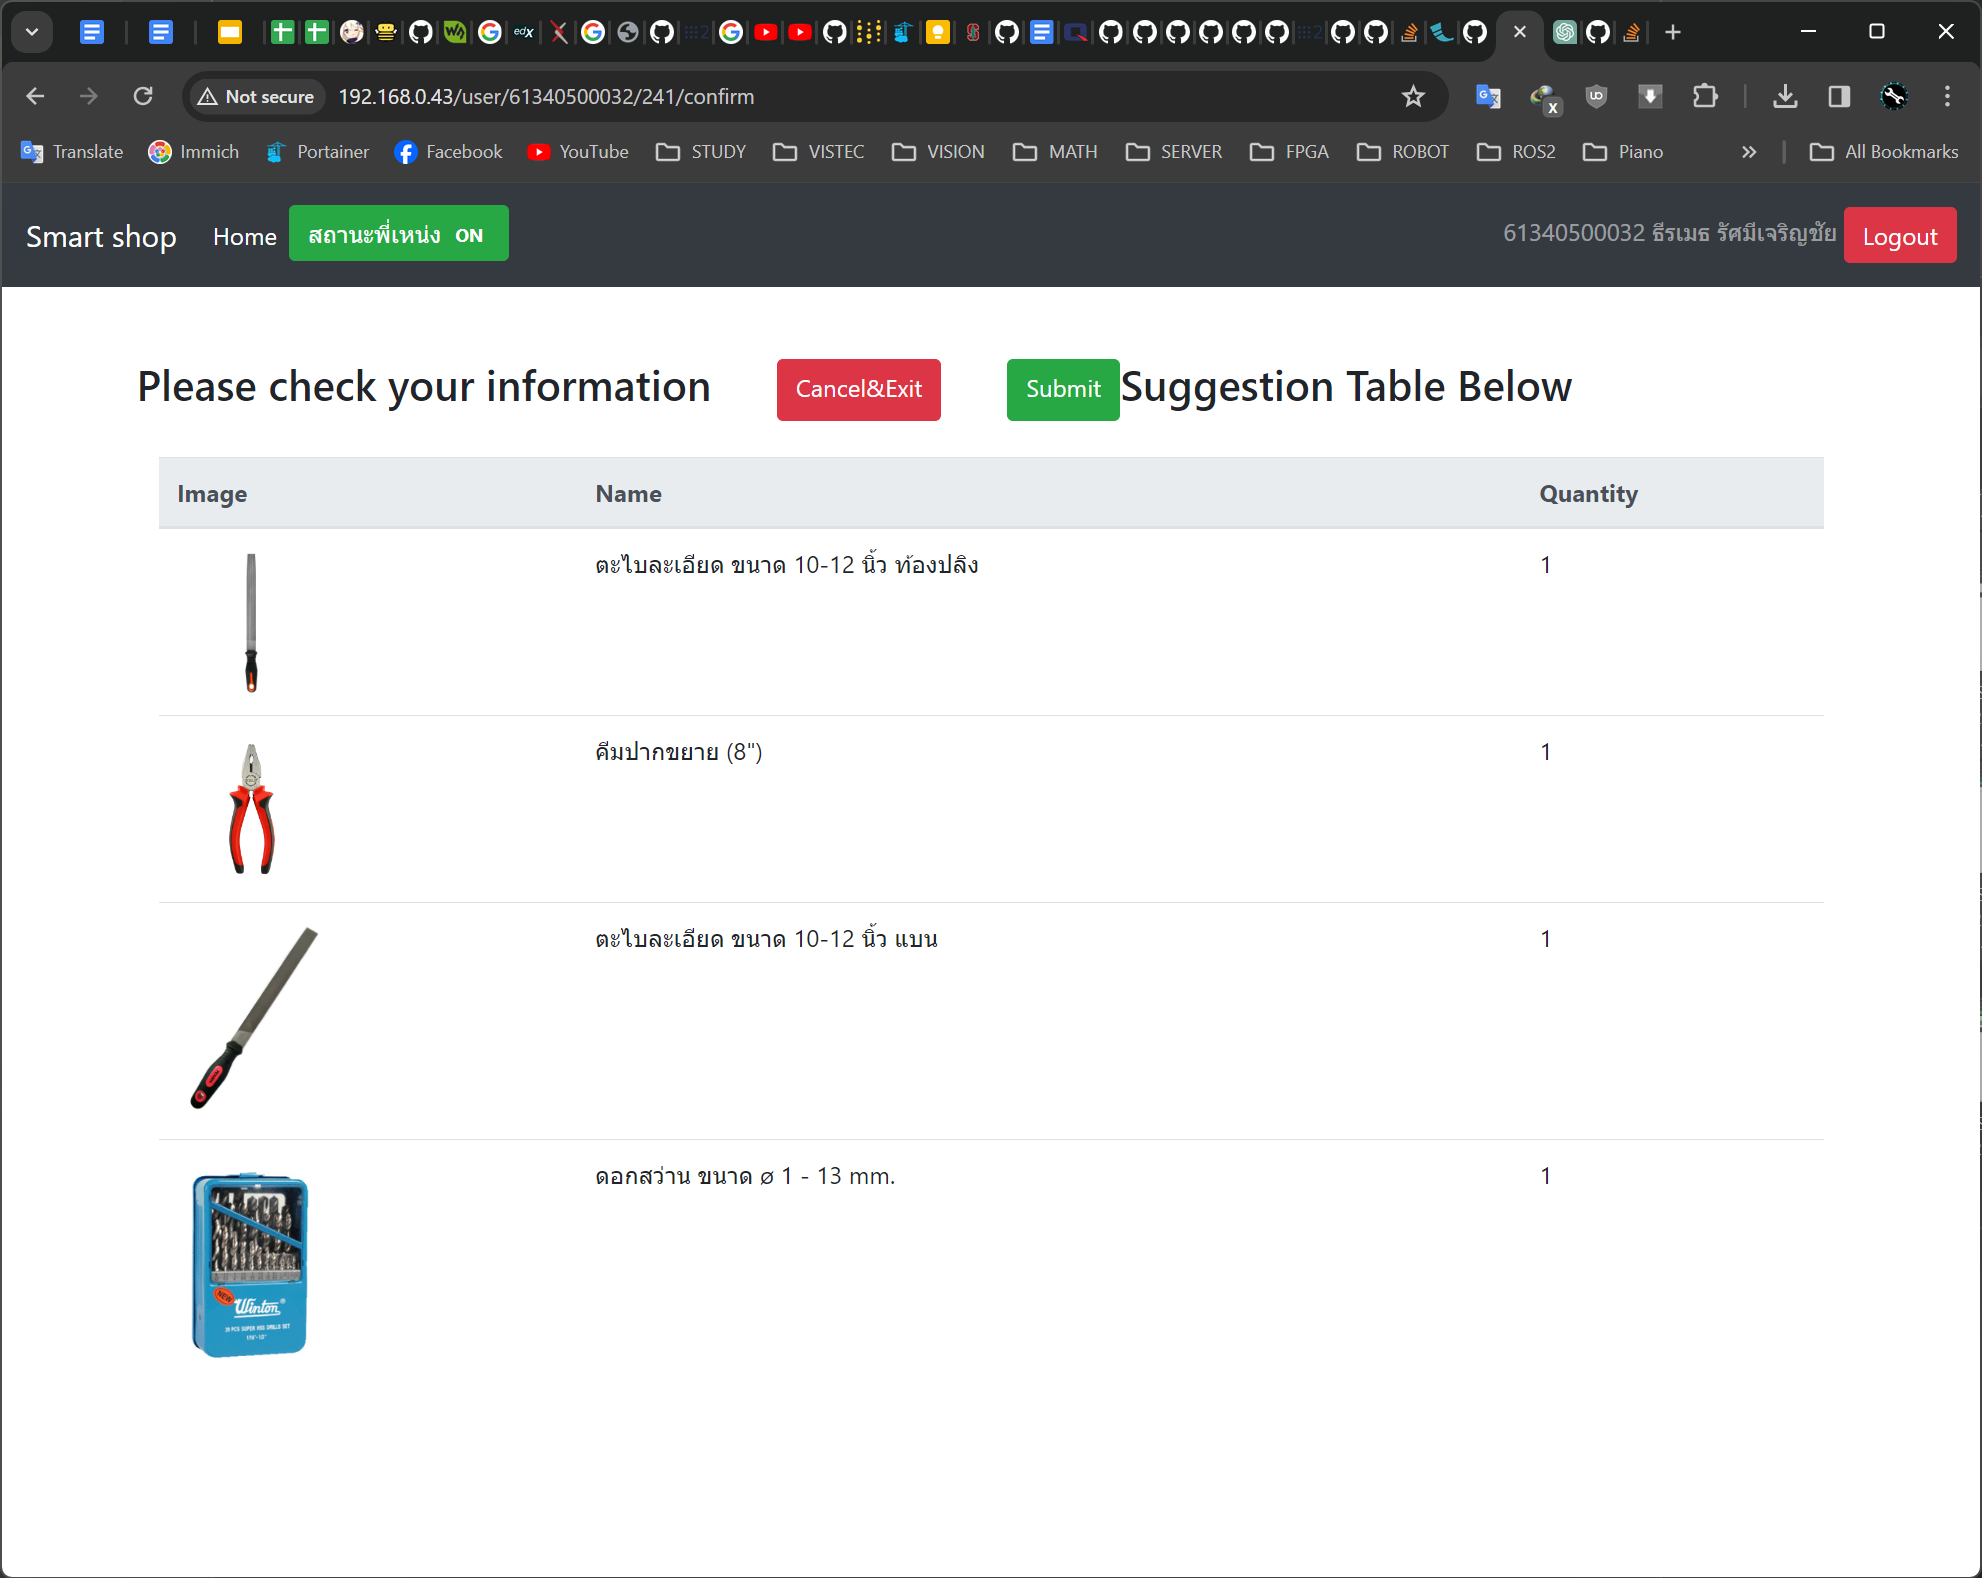 Not secure 192.168.0.43/user/61340500032/241/confirm
Translate Immich Portainer Facebook YouTube STUDY VISTEC VISION MATH SERVER FPGA ROBOT ROS2 Piano All Bookmarks
Smart shop Home สถานะพี่เหน่ง ON 61340500032 ธีรเมธ รัศมีเจริญชัย Logout
Please check your information Cancel&Exit Submit Suggestion Table Below
Image Name Quantity
ตะไบละเอียด ขนาด 10-12 นิ้ว ท้องปลิง 1
คีมปากขยาย (8") 1
ตะไบละเอียด ขนาด 10-12 นิ้ว แบน 1
ดอกสว่าน ขนาด ø 1 - 13 mm. 1
NEW
Winton